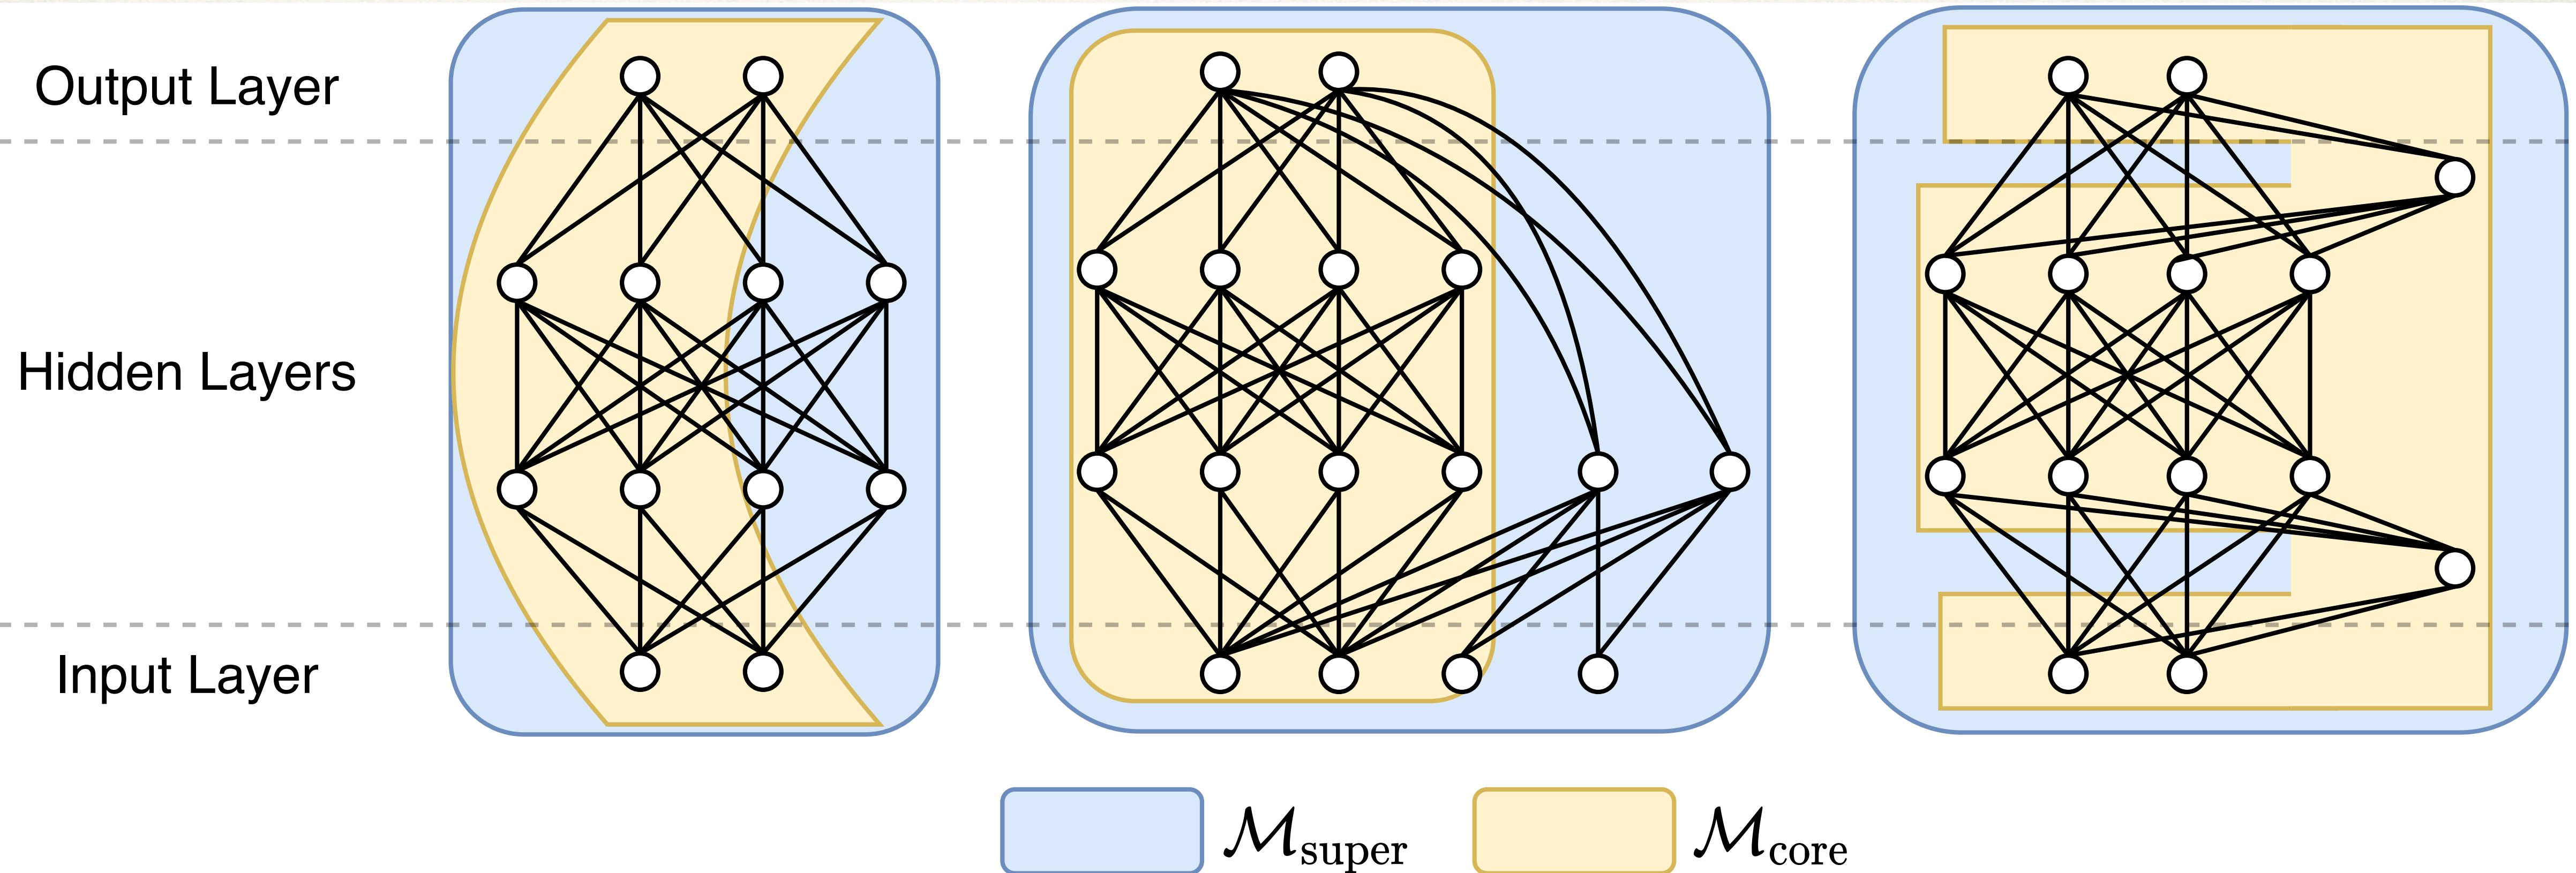 Output Layer
Hidden Layers
Input Layer
ℳsuper
ℳcore